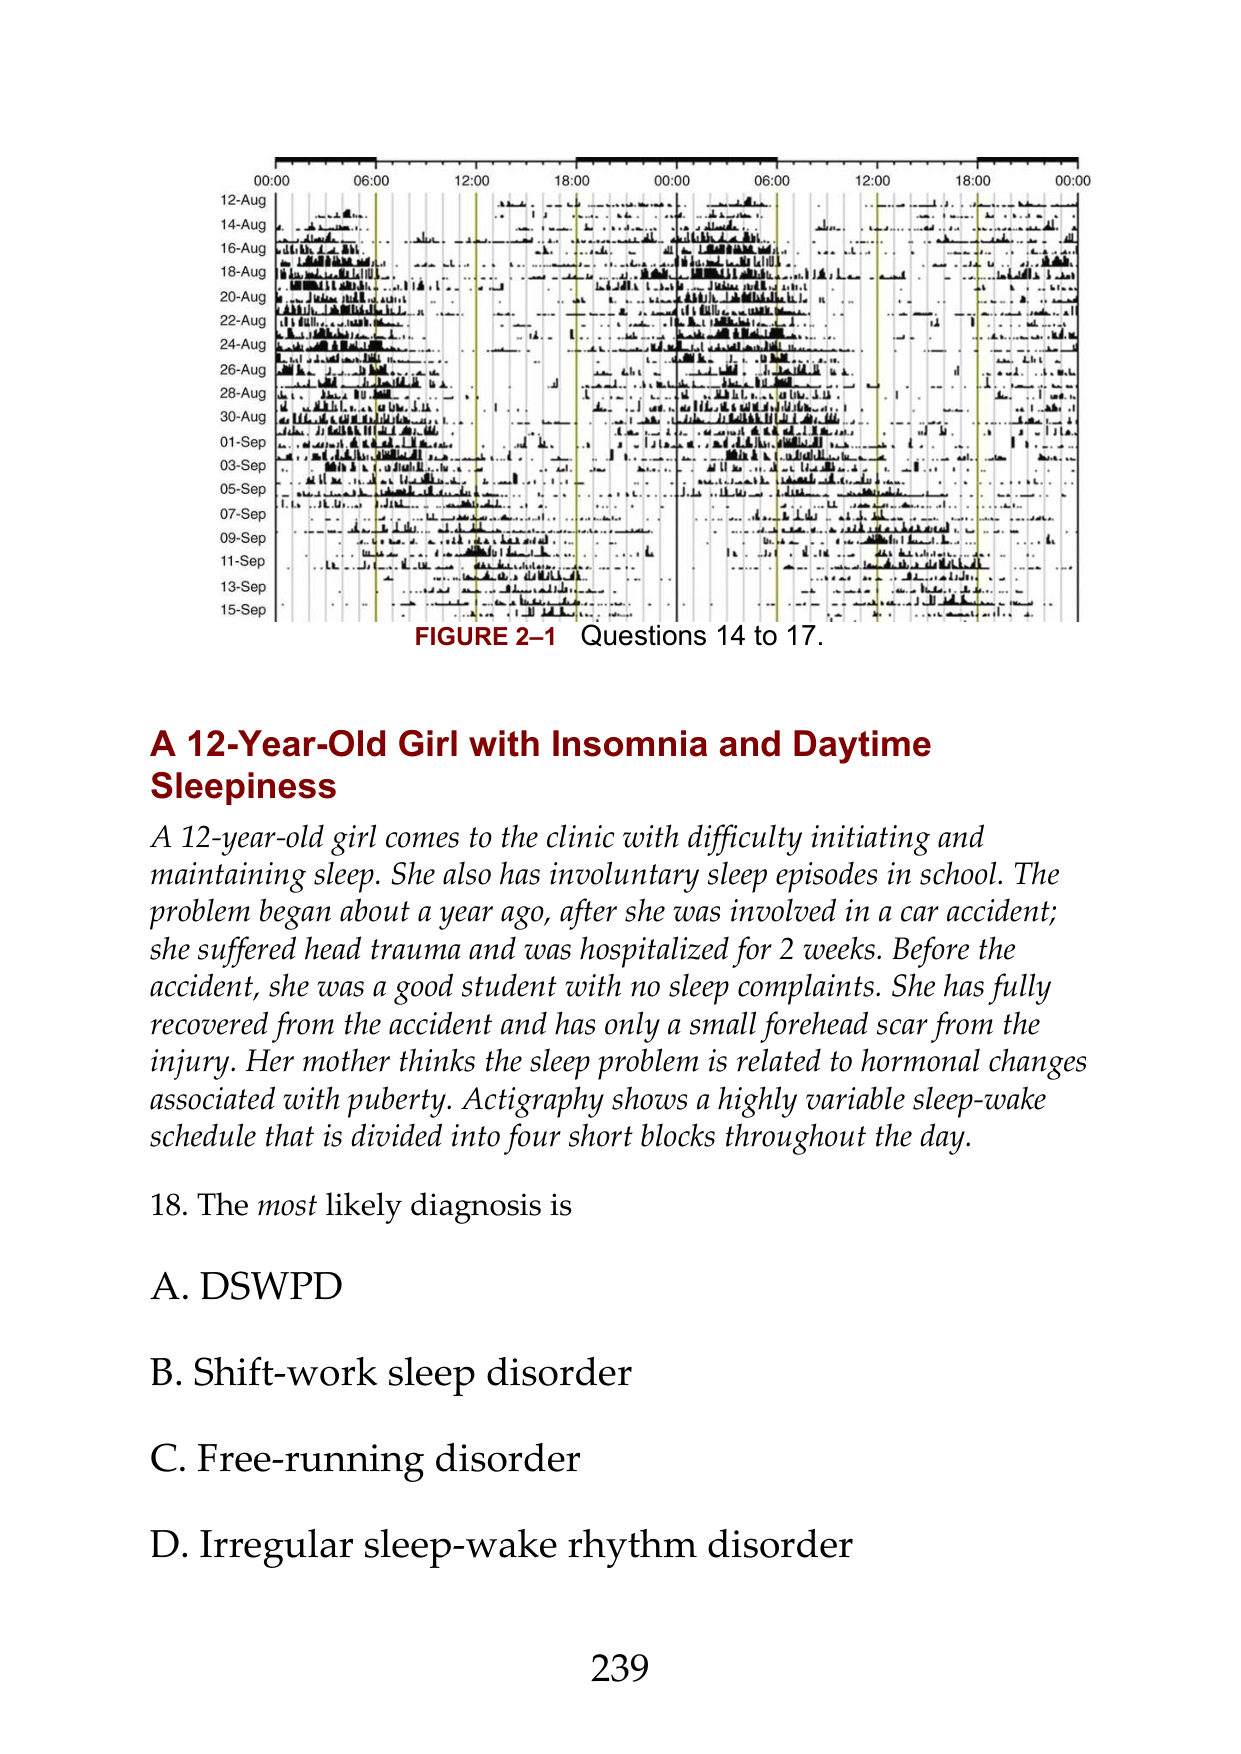 00:00 06:00 12:00 18:00 00:00 06:00 12:00 18:00 00:00
12-Aug
14-Aug
16-Aug
18-Aug
20-Aug
22-Aug
24-Aug
26-Aug
28-Aug
30-Aug
01-Sep
03-Sep
05-Sep
07-Sep
09-Sep
11-Sep
13-Sep
15-Sep
FIGURE 2–1 Questions 14 to 17.
A 12-Year-Old Girl with Insomnia and Daytime
Sleepiness
A 12-year-old girl comes to the clinic with difficulty initiating and
maintaining sleep. She also has involuntary sleep episodes in school. The
problem began about a year ago, after she was involved in a car accident;
she suffered head trauma and was hospitalized for 2 weeks. Before the
accident, she was a good student with no sleep complaints. She has fully
recovered from the accident and has only a small forehead scar from the
injury. Her mother thinks the sleep problem is related to hormonal changes
associated with puberty. Actigraphy shows a highly variable sleep-wake
schedule that is divided into four short blocks throughout the day.
18. The most likely diagnosis is
A. DSWPD
B. Shift-work sleep disorder
C. Free-running disorder
D. Irregular sleep-wake rhythm disorder
239